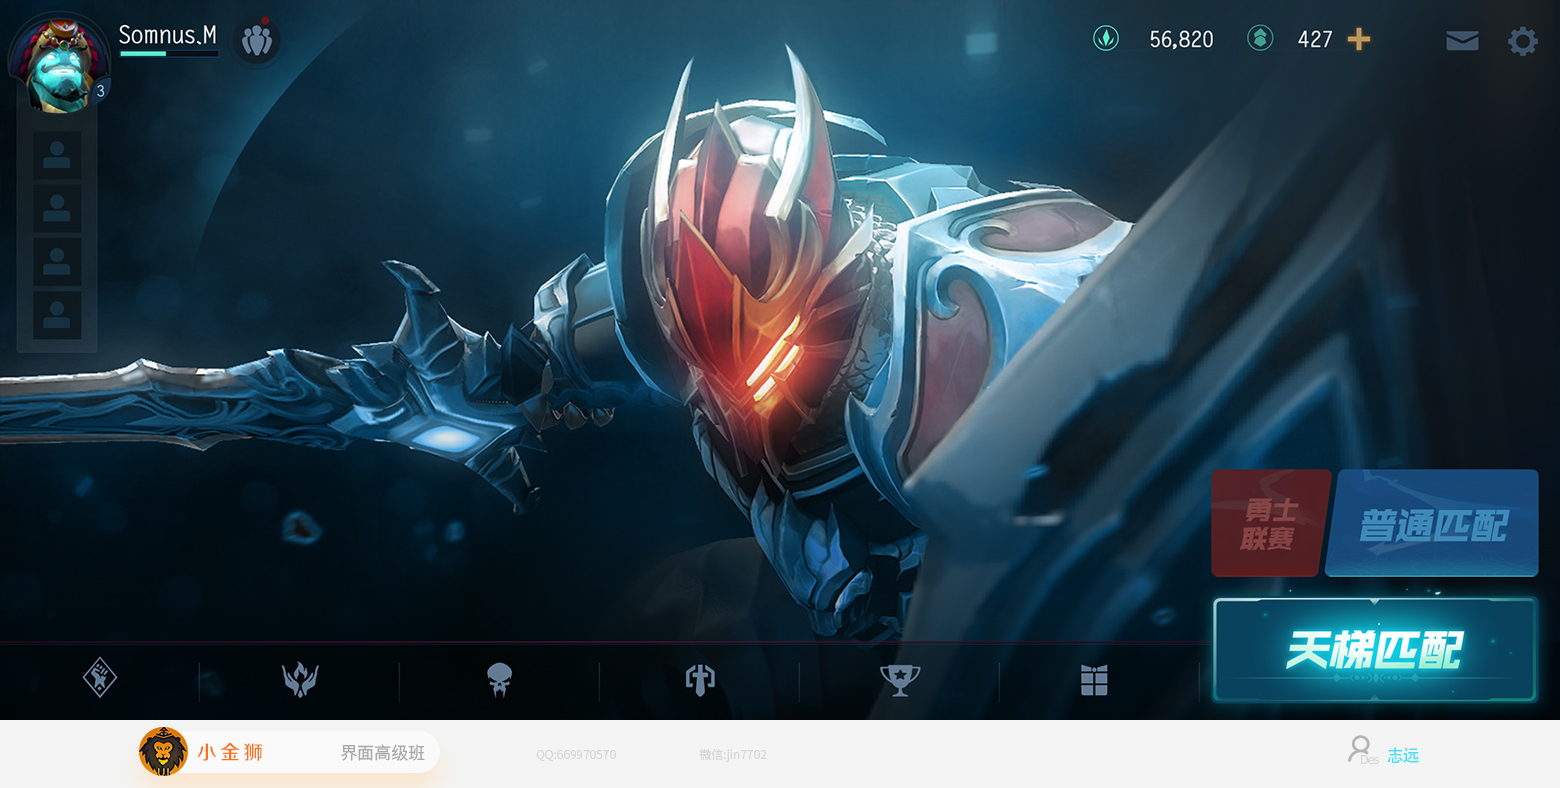 Somnus.M
56,820
427
3
勇士
联赛
普通匹配
天梯匹配
小金狮
界面高级班
QQ:669970570
微信:jin7702
Des
志远